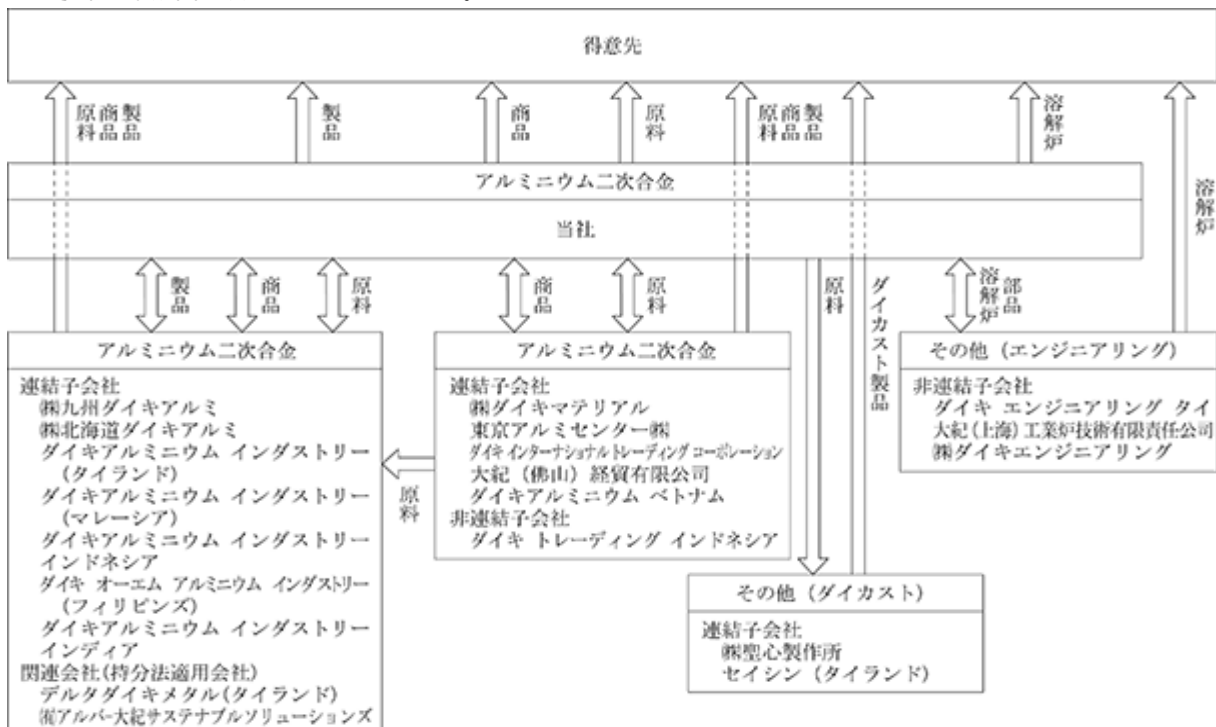 得意先
原料
商品
製品
製品
商品
原料
原料
商品
製品
溶解炉
溶解炉
アルミニウム二次合金
当社
製品
商品
原料
商品
原料
原料
ダイカスト製品
溶解炉
部品
アルミニウム二次合金
連結子会社
㈱九州ダイキアルミ
㈱北海道ダイキアルミ
ダイキアルミニウム インダストリー
(タイランド)
ダイキアルミニウム インダストリー
(マレーシア)
ダイキアルミニウム インダストリー
インドネシア
ダイキ オーエム アルミニウム インダストリー
(フィリピンズ)
ダイキアルミニウム インダストリー
インディア
関連会社(持分法適用会社)
デルタダイキメタル(タイランド)
㈲アルバー大紀サステナブルソリューションズ
原料
アルミニウム二次合金
連結子会社
㈱ダイキマテリアル
東京アルミセンター㈱
ダイキ インターナショナル トレーディング コーポレーション
大紀（佛山）経貿有限公司
ダイキアルミニウム ベトナム
非連結子会社
ダイキ トレーディング インドネシア
その他（ダイカスト）
連結子会社
㈱聖心製作所
セイシン（タイランド）
その他（エンジニアリング）
非連結子会社
ダイキ エンジニアリング タイ
大紀(上海)工業炉技術有限責任公司
㈱ダイキエンジニアリング